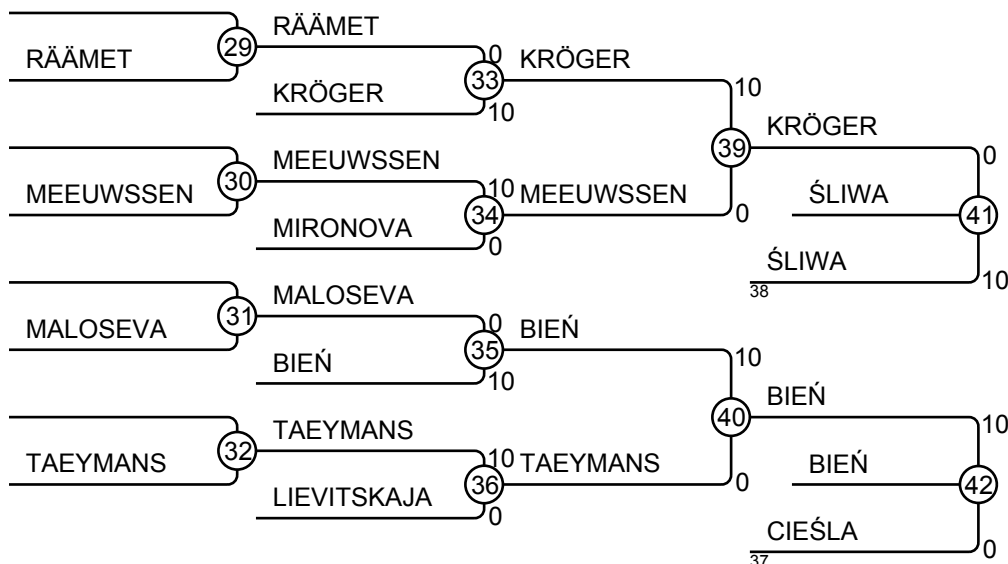 RÄÄMET
29
RÄÄMET
0
33
KRÖGER
10
KRÖGER
10
39
KRÖGER
0
MEEUWSSEN
30
MEEUWSSEN
10
34
MIRONOVA
0
MEEUWSSEN
0
ŚLIWA
41
ŚLIWA
38
10
MALOSEVA
31
MALOSEVA
0
35
BIEŃ
10
BIEŃ
10
40
BIEŃ
10
TAEYMANS
32
TAEYMANS
10
36
LIEVITSKAJA
0
TAEYMANS
0
BIEŃ
42
CIEŚLA
37
0